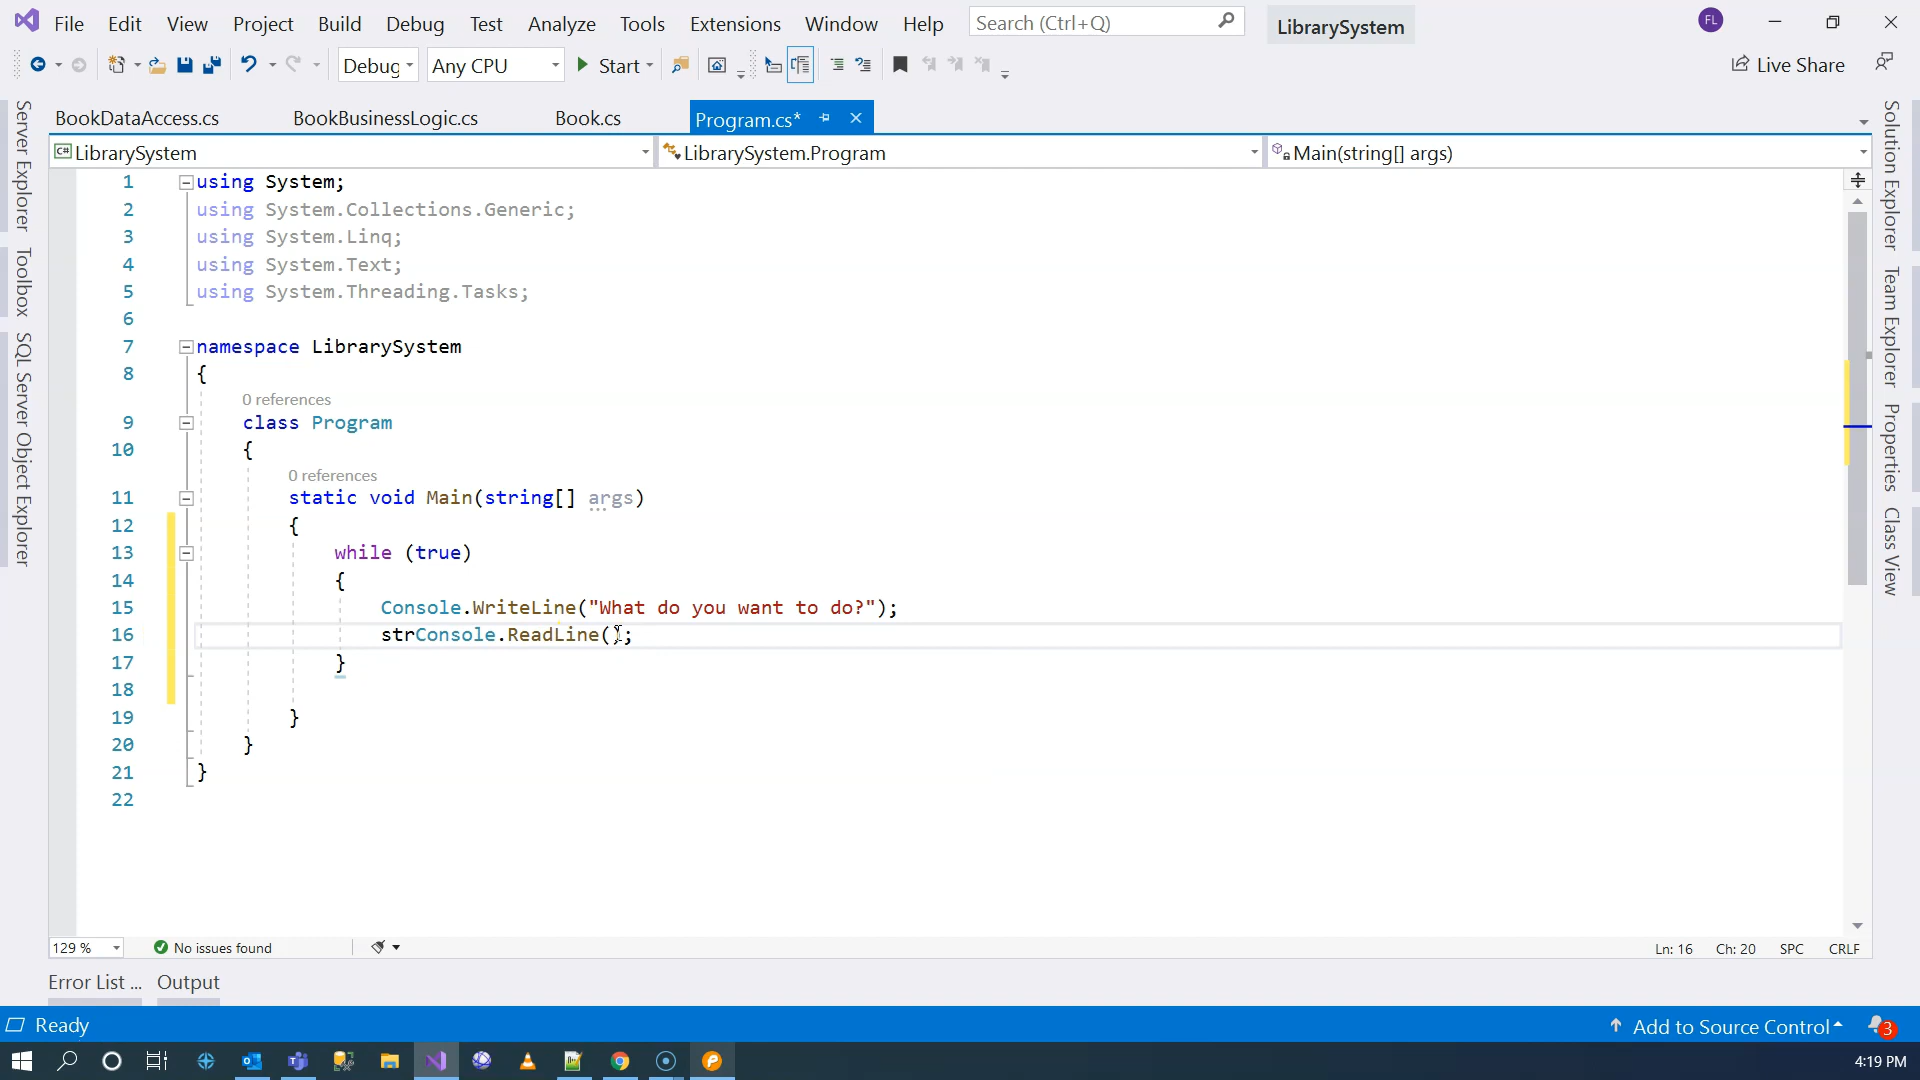 File Edit View Project Build Debug Test Analyze Tools Extensions Window Help Search (Ctrl+Q) LibrarySystem FL
Debug Any CPU Start Live Share
BookDataAccess.cs BookBusinessLogic.cs Book.cs Program.cs*
C# LibrarySystem LibrarySystem.Program Main(string[] args)
Server Explorer
Toolbox
SQL Server Object Explorer
1 using System;
2 using System.Collections.Generic;
3 using System.Linq;
4 using System.Text;
5 using System.Threading.Tasks;
6
7 namespace LibrarySystem
8 {
0 references
9 class Program
10 {
0 references
11 static void Main(string[] args)
12 {
13 while (true)
14 {
15 Console.WriteLine("What do you want to do?");
16 strConsole.ReadLine();
17 }
18
19 }
20 }
21 }
22
Solution Explorer
Team Explorer
Properties
Class View
129 % No issues found Ln: 16 Ch: 20 SPC CRLF
Error List ... Output
Ready Add to Source Control 3
4:19 PM